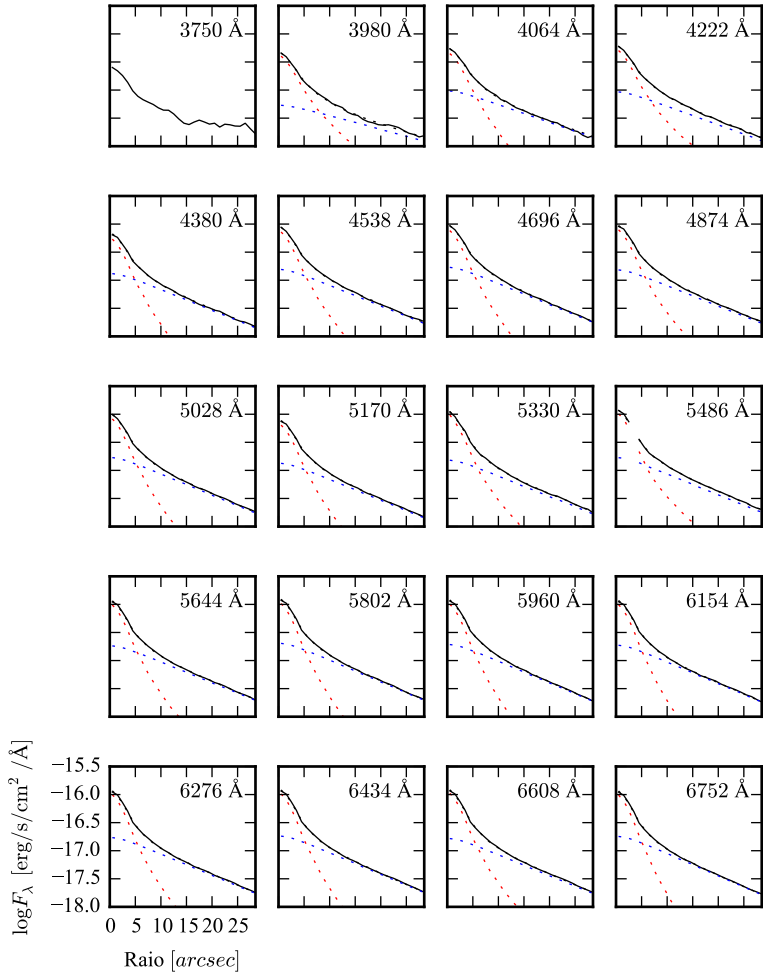 3750 Å
3980 Å
4064 Å
4222 Å
4380 Å
4538 Å
4696 Å
4874 Å
5028 Å
5170 Å
5330 Å
5486 Å
5644 Å
5802 Å
5960 Å
6154 Å
6276 Å
6434 Å
6608 Å
6752 Å
−15.5
−16.0
−16.5
−17.0
−17.5
−18.0
logF_λ [erg/s/cm² /Å]
0 5 10 15 20 25
Raio [arcsec]